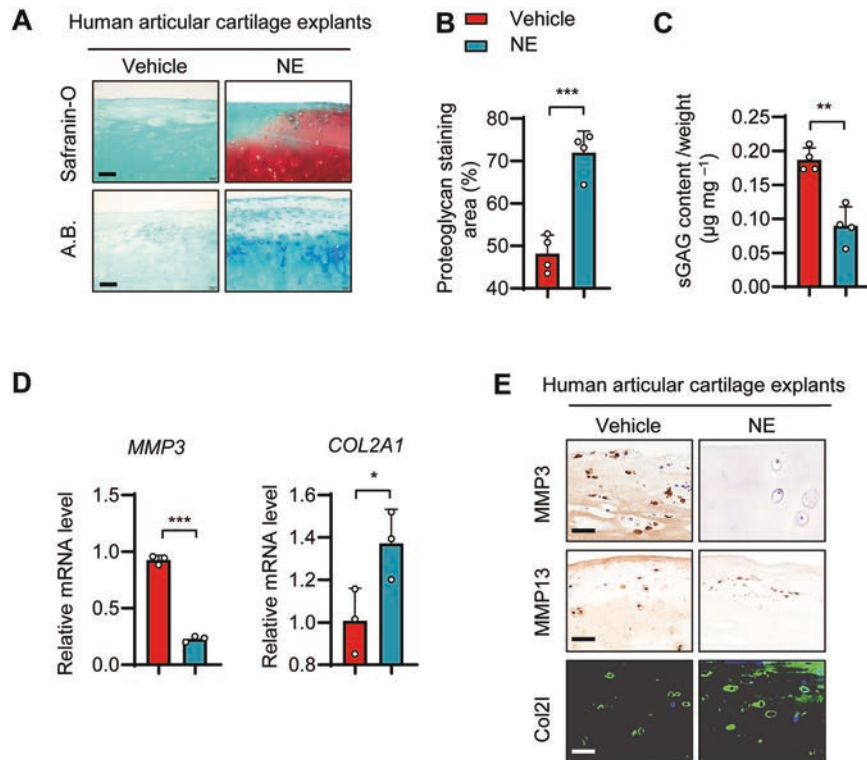 A
Human articular cartilage explants
Vehicle
NE
Safranin-O
A.B.
B
Vehicle
NE
Proteoglycan staining
area (%)
80
70
60
50
40
***
C
sGAG content /weight
(µg mg ⁻¹)
0.25
0.20
0.15
0.10
0.05
0.00
**
D
MMP3
Relative mRNA level
1.5
1.0
0.5
0.0
***
COL2A1
Relative mRNA level
1.6
1.4
1.2
1.0
0.8
*
E
Human articular cartilage explants
Vehicle
NE
MMP3
MMP13
Col2I